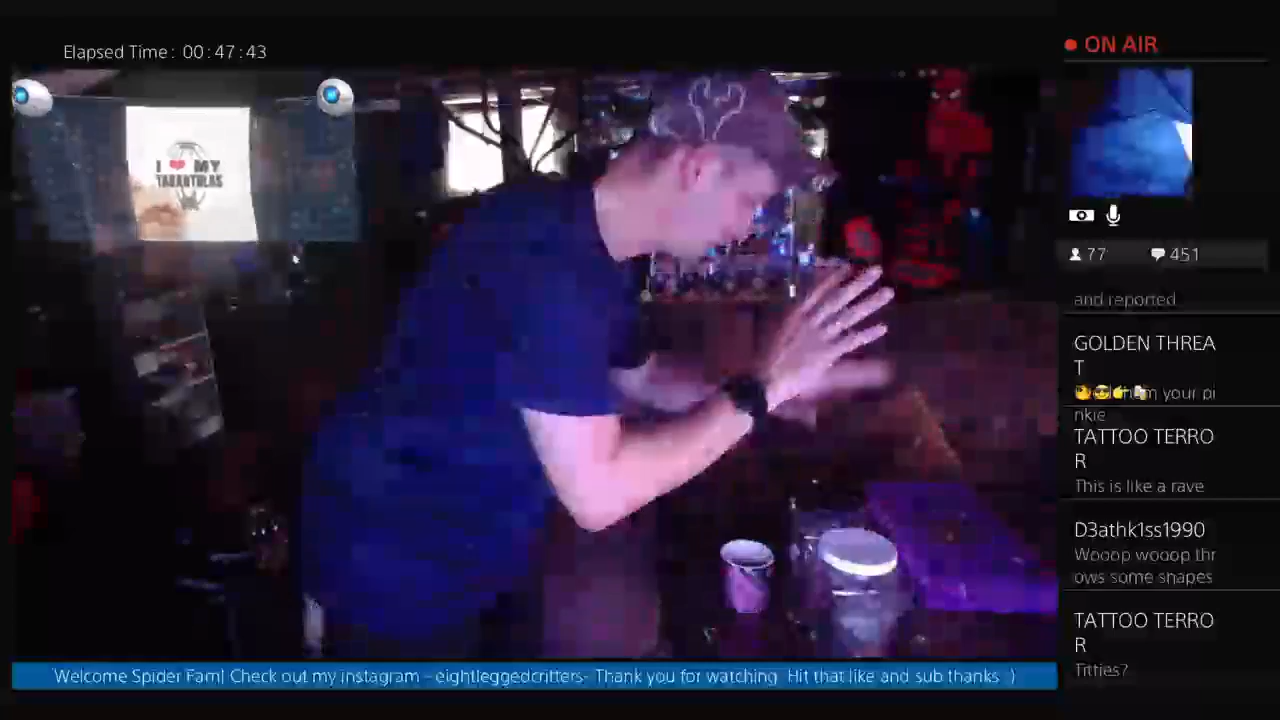 Elapsed Time: 00:47:43
ON AIR
I ❤ MY
TARANTULAS
77 451
and reported
GOLDEN THREA
T
your pi
nkie
TATTOO TERRO
R
This is like a rave
D3athk1ss1990
Wooop wooop thr
ows some shapes
TATTOO TERRO
R
Titties?
Welcome Spider Fam! Check out my instagram - eightleggedcritters- Thank you for watching Hit that like and sub thanks :)